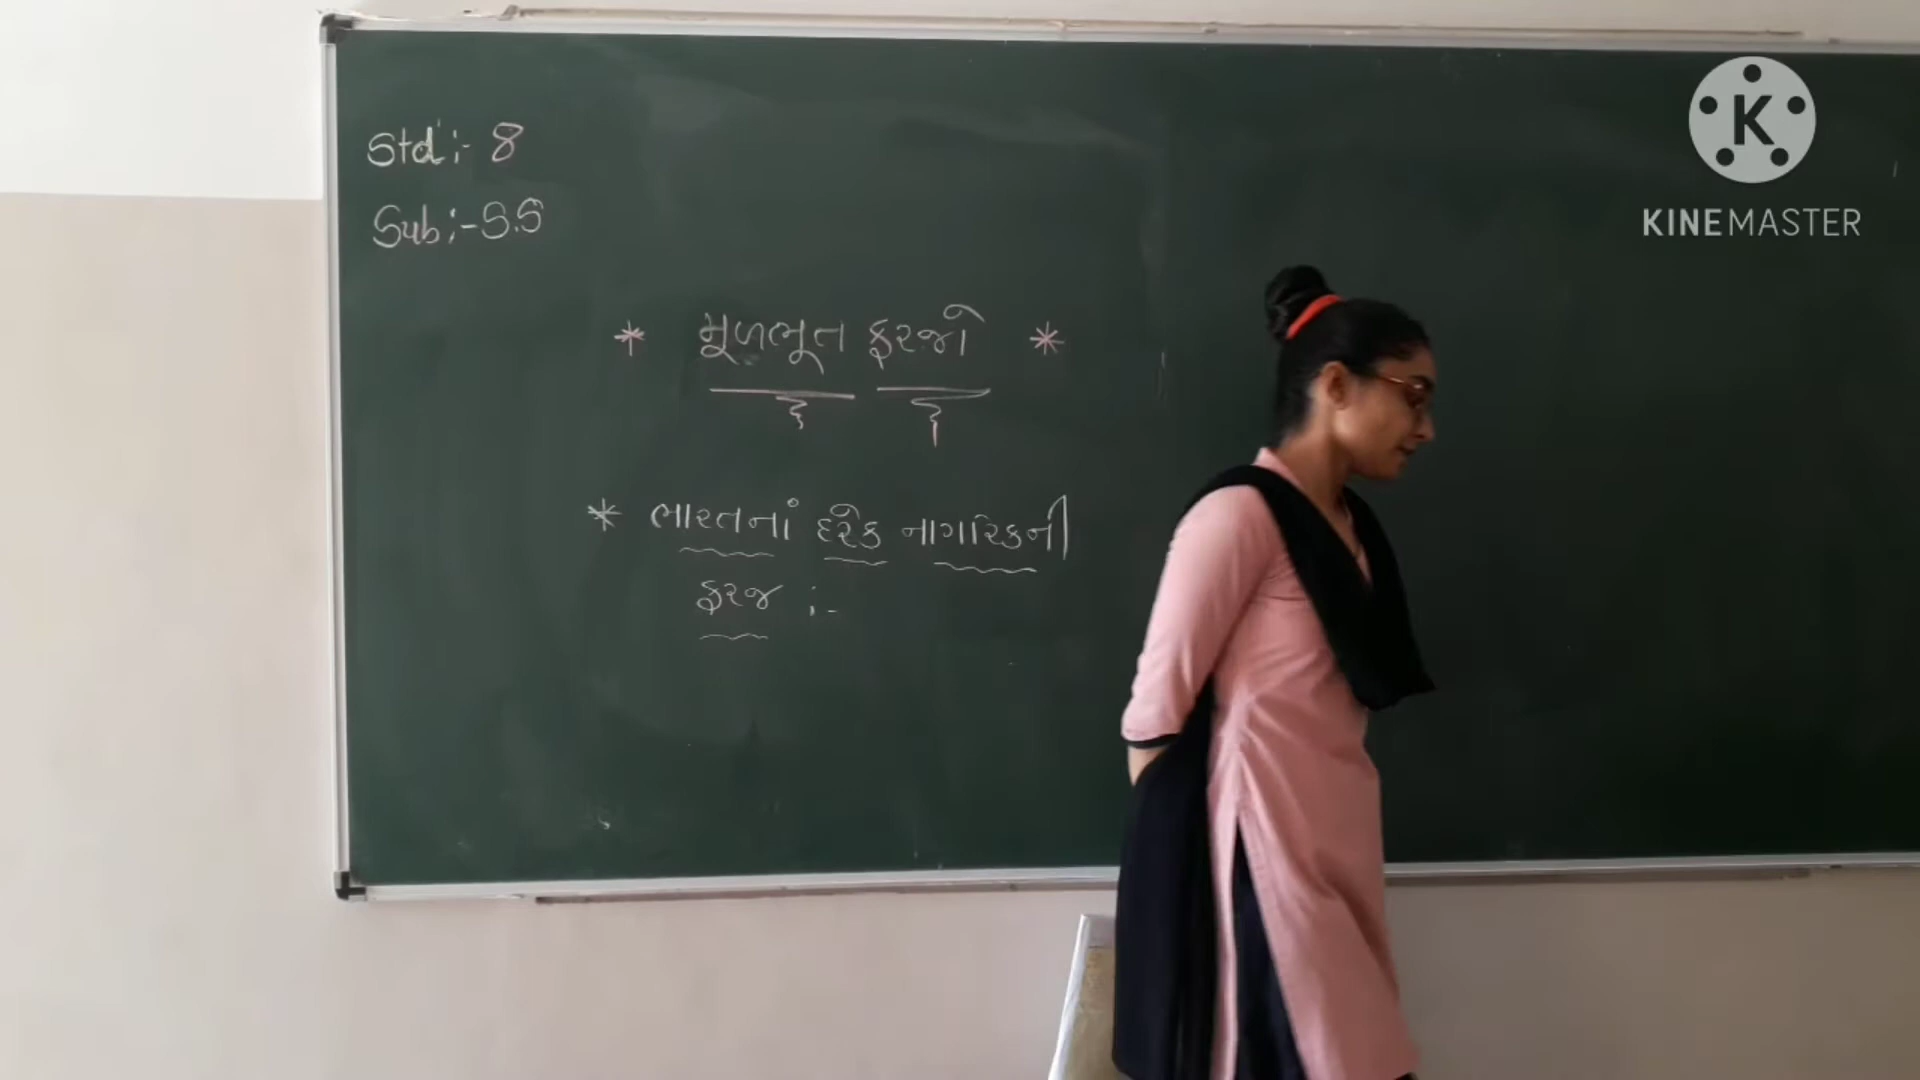 Std :- 8
Sub :- S.S
* મૂળભૂત ફરજો *
* ભારતનાં દરેક નાગરિકની
ફરજ :-
K
KINEMASTER